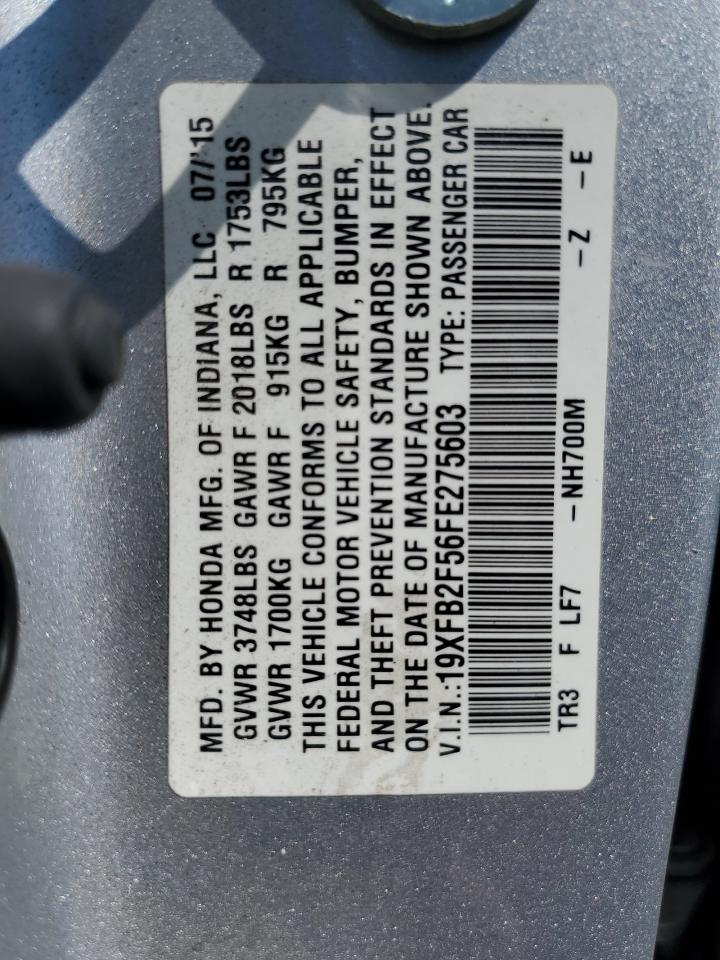 MFD. BY HONDA MFG. OF INDIANA, LLC 07/'15
GVWR 3748LBS GAWR F 2018LBS R 1753LBS
GVWR 1700KG GAWR F 915KG R 795KG
THIS VEHICLE CONFORMS TO ALL APPLICABLE
FEDERAL MOTOR VEHICLE SAFETY, BUMPER,
AND THEFT PREVENTION STANDARDS IN EFFECT
ON THE DATE OF MANUFACTURE SHOWN ABOVE.
V.I.N.:19XFB2F56FE275603 TYPE: PASSENGER CAR
TR3 F LF7 -NH700M -Z -E